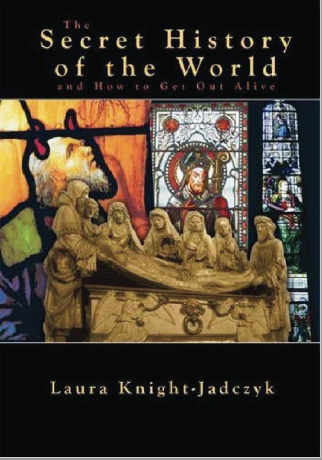 The
Secret History
of the World
and How to Get Out Alive
Laura Knight-Jadczyk